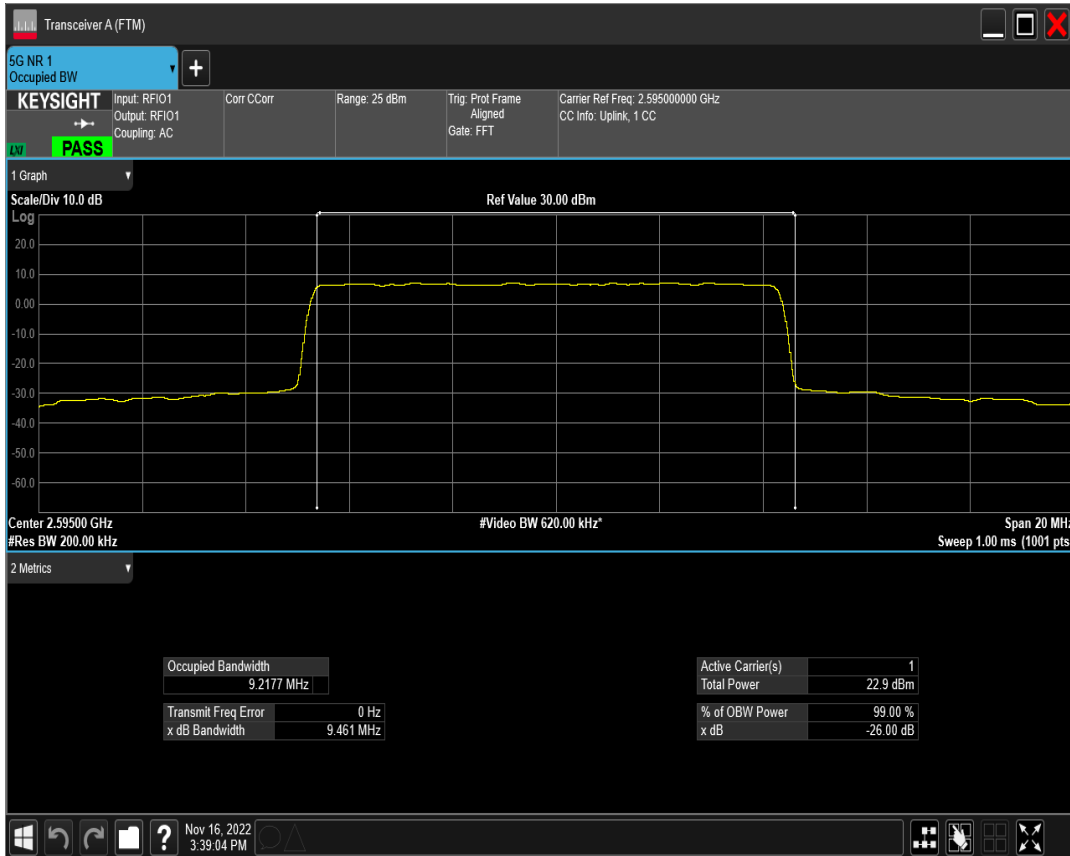 Transceiver A (FTM)
5G NR 1
Occupied BW
+
KEYSIGHT
Input: RFIO1
Output: RFIO1
Coupling: AC
Corr CCorr
Range: 25 dBm
Trig: Prot Frame
Aligned
Gate: FFT
Carrier Ref Freq: 2.595000000 GHz
CC Info: Uplink, 1 CC
LXI
PASS
1 Graph
Scale/Div 10.0 dB
Ref Value 30.00 dBm
Log
20.0
10.0
0.00
-10.0
-20.0
-30.0
-40.0
-50.0
-60.0
Center 2.59500 GHz
#Video BW 620.00 kHz*
Span 20 MHz
#Res BW 200.00 kHz
Sweep 1.00 ms (1001 pts
2 Metrics
Occupied Bandwidth
9.2177 MHz
Transmit Freq Error 0 Hz
x dB Bandwidth 9.461 MHz
Active Carrier(s) 1
Total Power 22.9 dBm
% of OBW Power 99.00 %
x dB -26.00 dB
?
Nov 16, 2022
3:39:04 PM